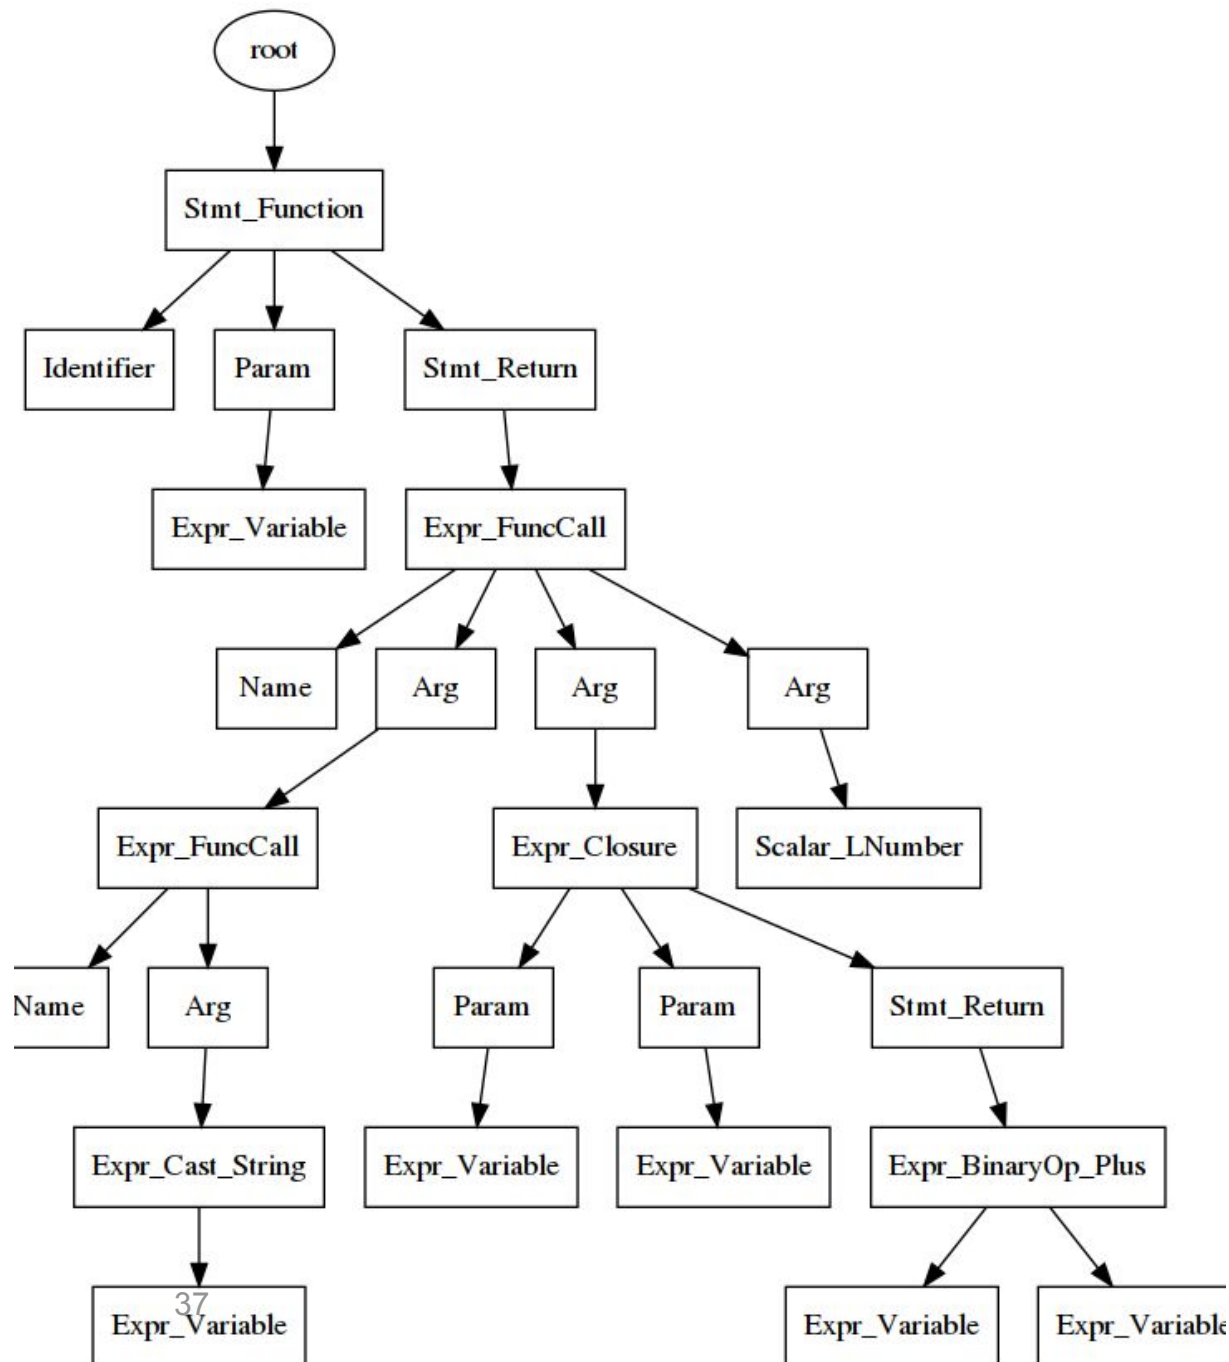 root
Stmt_Function
Identifier
Param
Stmt_Return
Expr_Variable
Expr_FuncCall
Name
Arg
Arg
Arg
Expr_FuncCall
Expr_Closure
Scalar_LNumber
Name
Arg
Param
Param
Stmt_Return
Expr_Cast_String
Expr_Variable
Expr_Variable
Expr_BinaryOp_Plus
37
Expr_Variable
Expr_Variable
Expr_Variable